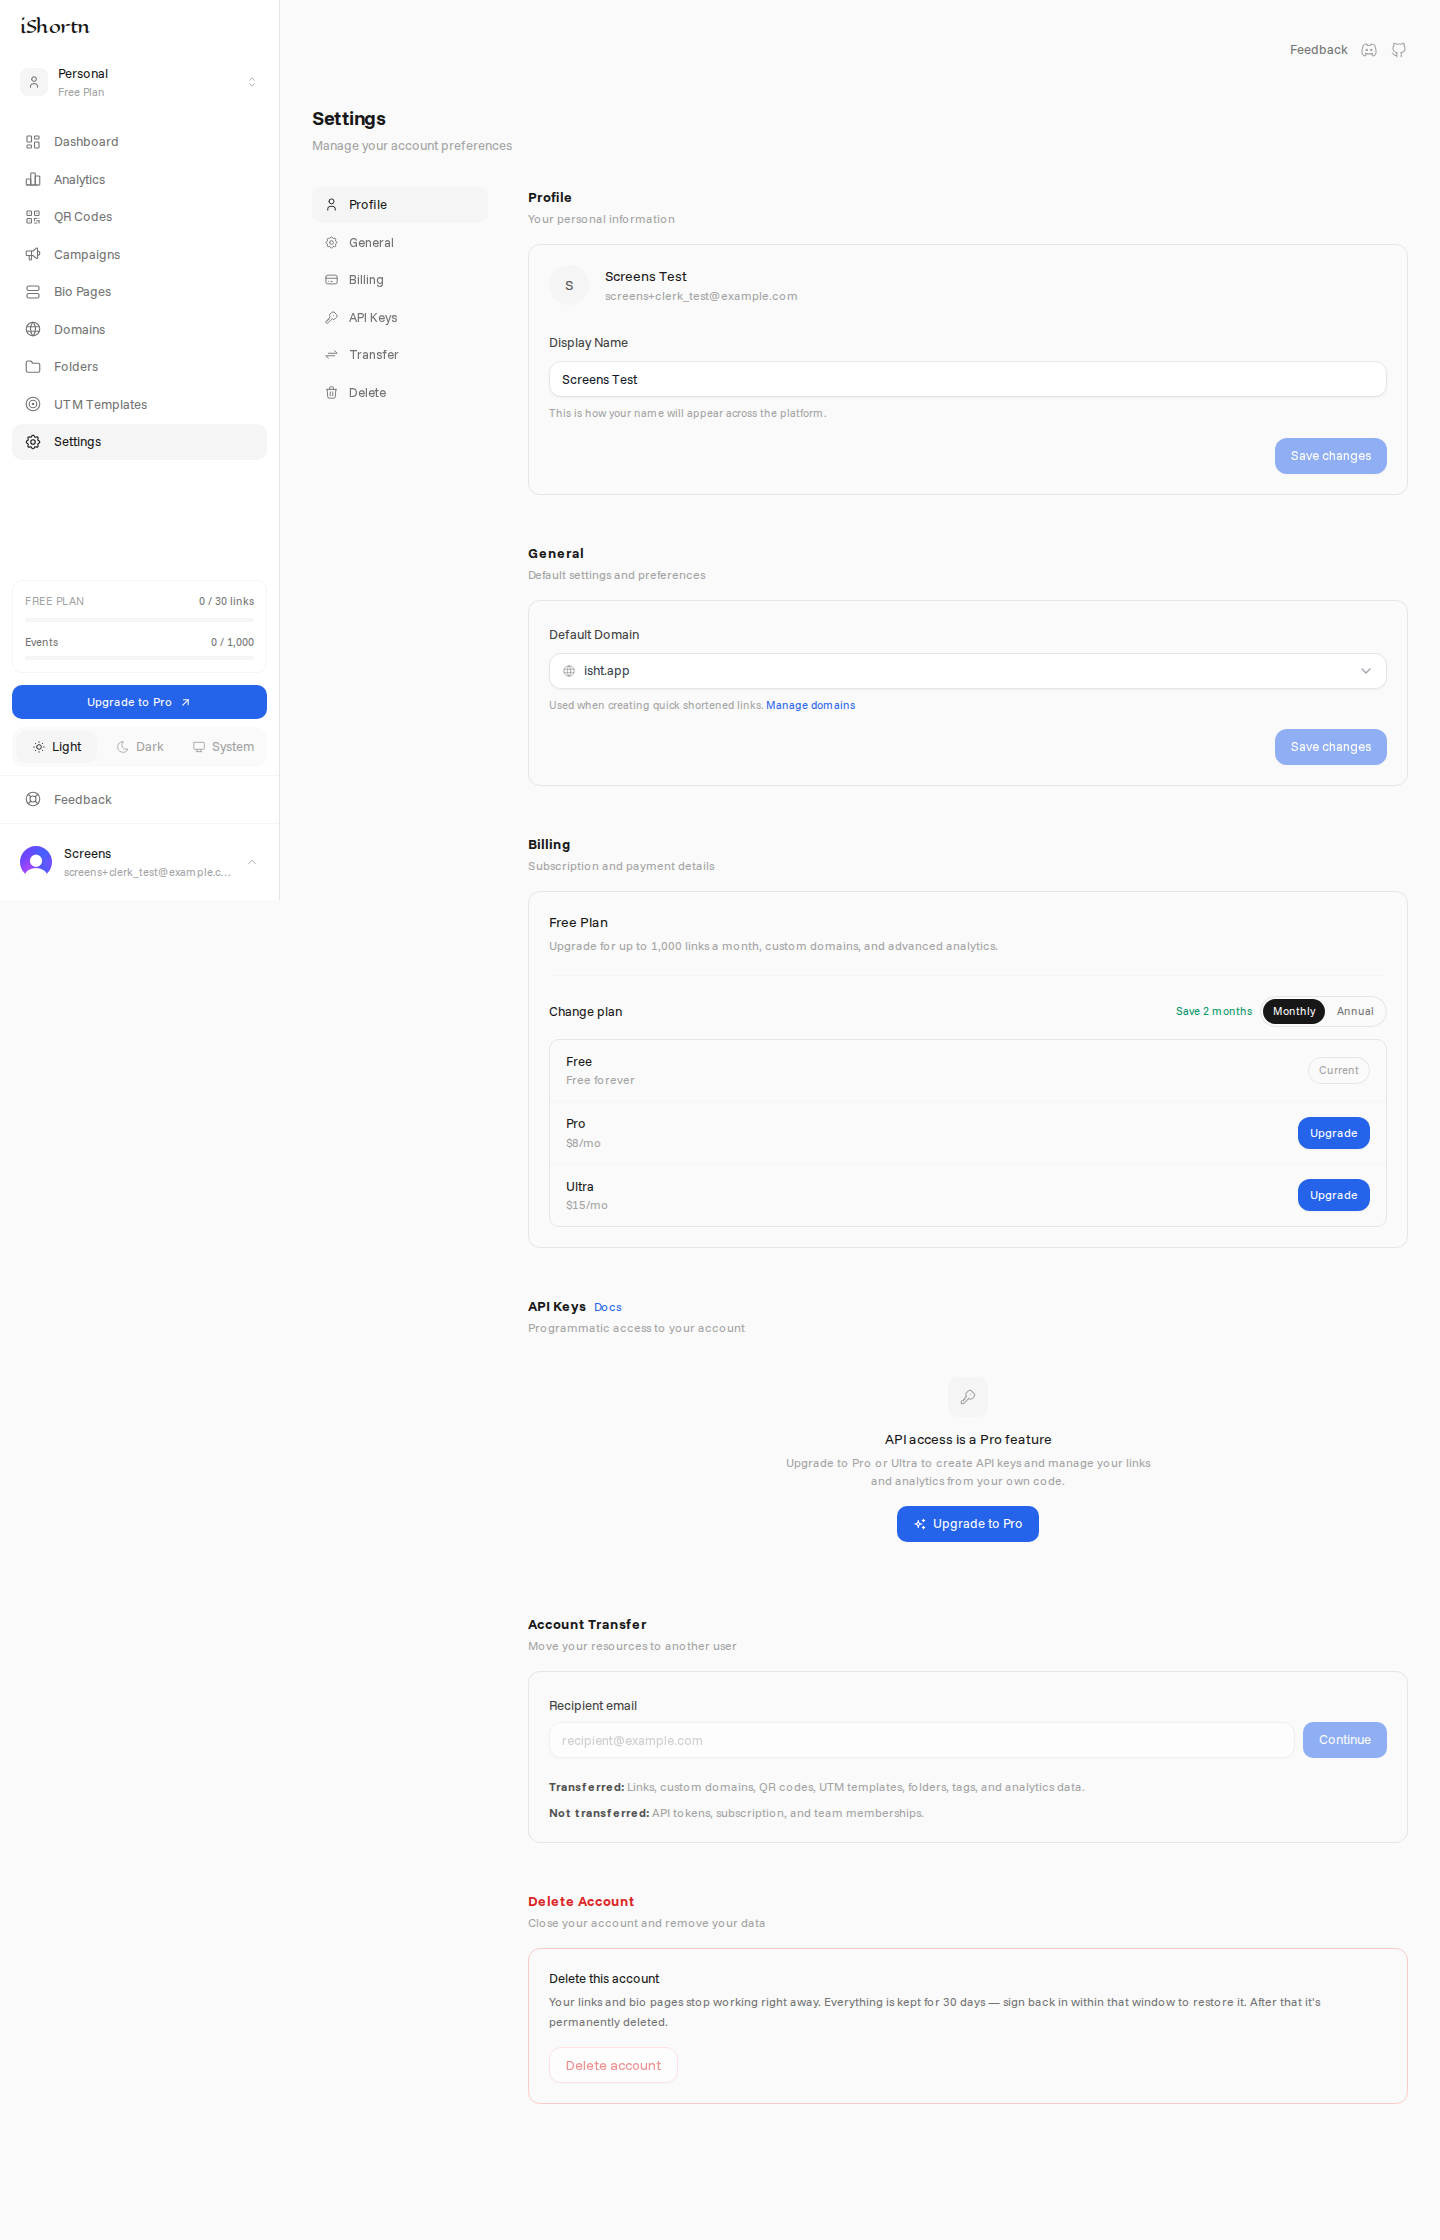 iShortn
Personal
Free Plan
Dashboard
Analytics
QR Codes
Campaigns
Bio Pages
Domains
Folders
UTM Templates
Settings
FREE PLAN 0 / 30 links
Events 0 / 1,000
Upgrade to Pro
Light Dark System
Feedback
Screens
screens+clerk_test@example.c...
Feedback
Settings
Manage your account preferences
Profile
General
Billing
API Keys
Transfer
Delete
Profile
Your personal information
S
Screens Test
screens+clerk_test@example.com
Display Name
Screens Test
This is how your name will appear across the platform.
Save changes
General
Default settings and preferences
Default Domain
isht.app
Used when creating quick shortened links. Manage domains
Save changes
Billing
Subscription and payment details
Free Plan
Upgrade for up to 1,000 links a month, custom domains, and advanced analytics.
Change plan Save 2 months Monthly Annual
Free
Free forever
Current
Pro
$8/mo
Upgrade
Ultra
$15/mo
Upgrade
API Keys Docs
Programmatic access to your account
API access is a Pro feature
Upgrade to Pro or Ultra to create API keys and manage your links
and analytics from your own code.
Upgrade to Pro
Account Transfer
Move your resources to another user
Recipient email
recipient@example.com Continue
Transferred: Links, custom domains, QR codes, UTM templates, folders, tags, and analytics data.
Not transferred: API tokens, subscription, and team memberships.
Delete Account
Close your account and remove your data
Delete this account
Your links and bio pages stop working right away. Everything is kept for 30 days — sign back in within that window to restore it. After that it's
permanently deleted.
Delete account